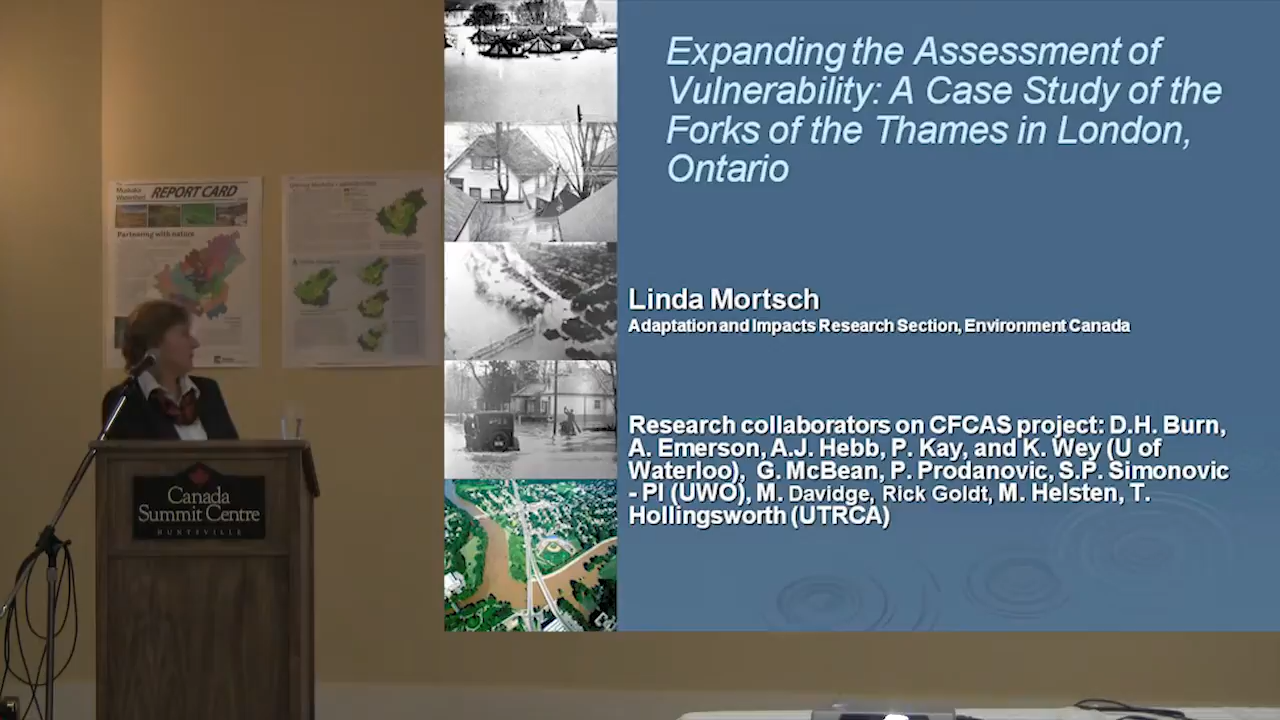 Expanding the Assessment of
Vulnerability: A Case Study of the
Forks of the Thames in London,
Ontario
Linda Mortsch
Adaptation and Impacts Research Section, Environment Canada
Research collaborators on CFCAS project: D.H. Burn,
A. Emerson, A.J. Hebb, P. Kay, and K. Wey (U of
Waterloo), G. McBean, P. Prodanovic, S.P. Simonovic
- PI (UWO), M. Davidge, Rick Goldt, M. Helsten, T.
Hollingsworth (UTRCA)
Muskoka
Watershed
REPORT CARD
Partnering with nature
Canada
Summit Centre
HUNTSVILLE